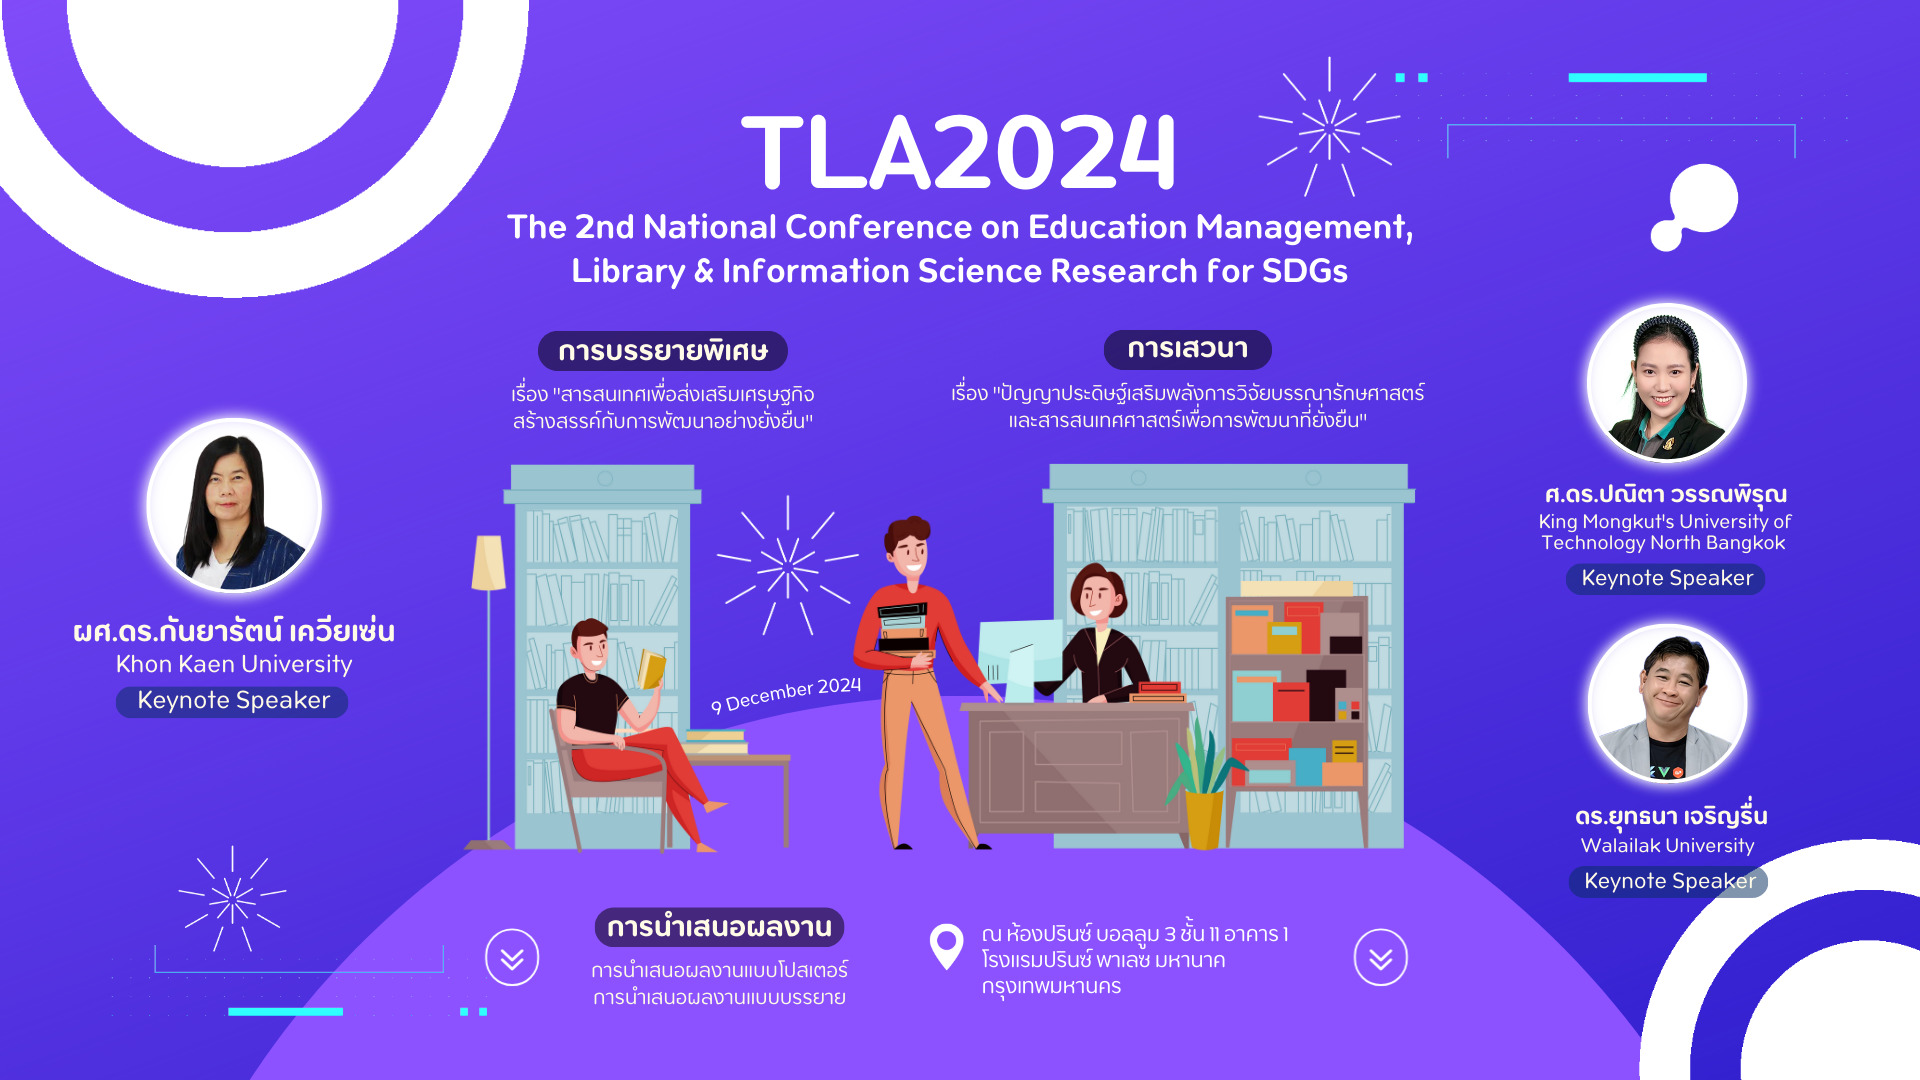 TLA2024
The 2nd National Conference on Education Management,
Library & Information Science Research for SDGs
การบรรยายพิเศษ
เรื่อง "สารสนเทศเพื่อส่งเสริมเศรษฐกิจ
สร้างสรรค์กับการพัฒนาอย่างยั่งยืน"
การเสวนา
เรื่อง "ปัญญาประดิษฐ์เสริมพลังการวิจัยบรรณารักษศาสตร์
และสารสนเทศศาสตร์เพื่อการพัฒนาที่ยั่งยืน"
ผศ.ดร.กันยารัตน์ เควียเซ่น
Khon Kaen University
Keynote Speaker
9 December 2024
ศ.ดร.ปณิตา วรรณพิรุณ
King Mongkut's University of
Technology North Bangkok
Keynote Speaker
ดร.ยุทธนา เจริญรื่น
Walailak University
Keynote Speaker
การนำเสนอผลงาน
การนำเสนอผลงานแบบโปสเตอร์
การนำเสนอผลงานแบบบรรยาย
ณ ห้องปรินซ์ บอลลูม 3 ชั้น 11 อาคาร 1
โรงแรมปรินซ์ พาเลซ มหานาค
กรุงเทพมหานคร